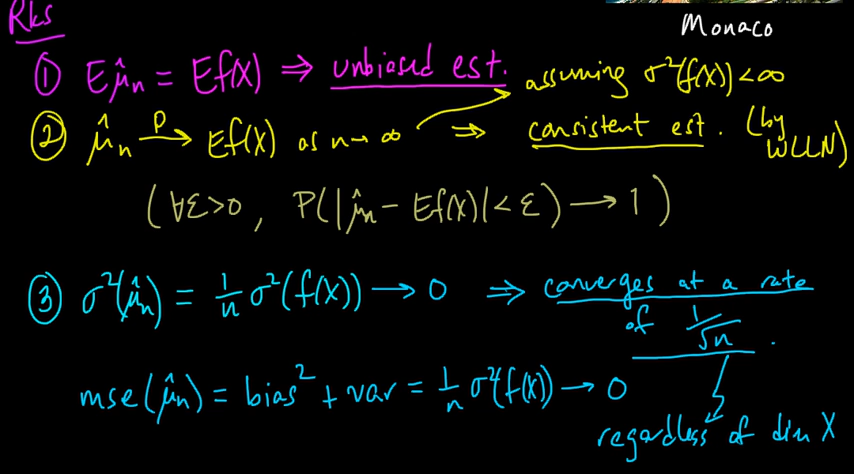 Rks
Monaco
① Eμ̂ₙ = Ef(X) ⇒ unbiased est.
assuming σ²(f(X)) < ∞
② μ̂ₙ →ᴾ Ef(X) as n → ∞ ⇒ consistent est. (by WLLN)
(∀ε>0, P(|μ̂ₙ − Ef(X)| < ε) → 1)
③ σ²(μ̂ₙ) = 1/n σ²(f(X)) → 0 ⇒ converges at a rate
of 1/√n.
mse(μ̂ₙ) = bias² + var = 1/n σ²(f(X)) → 0
regardless of dim X